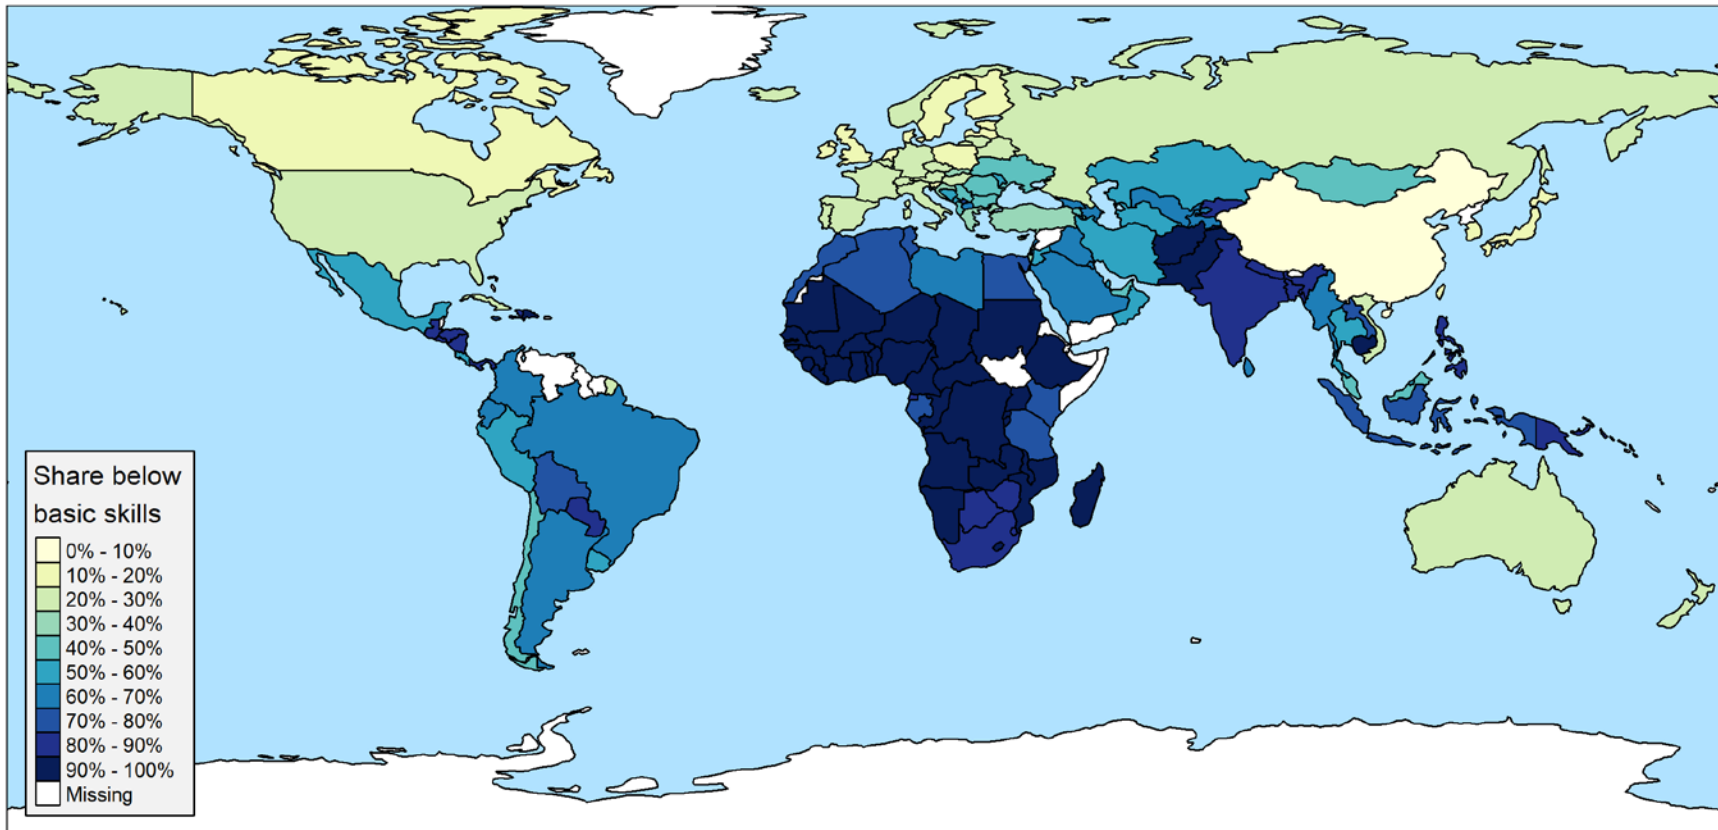 Share below
basic skills
0% - 10%
10% - 20%
20% - 30%
30% - 40%
40% - 50%
50% - 60%
60% - 70%
70% - 80%
80% - 90%
90% - 100%
Missing